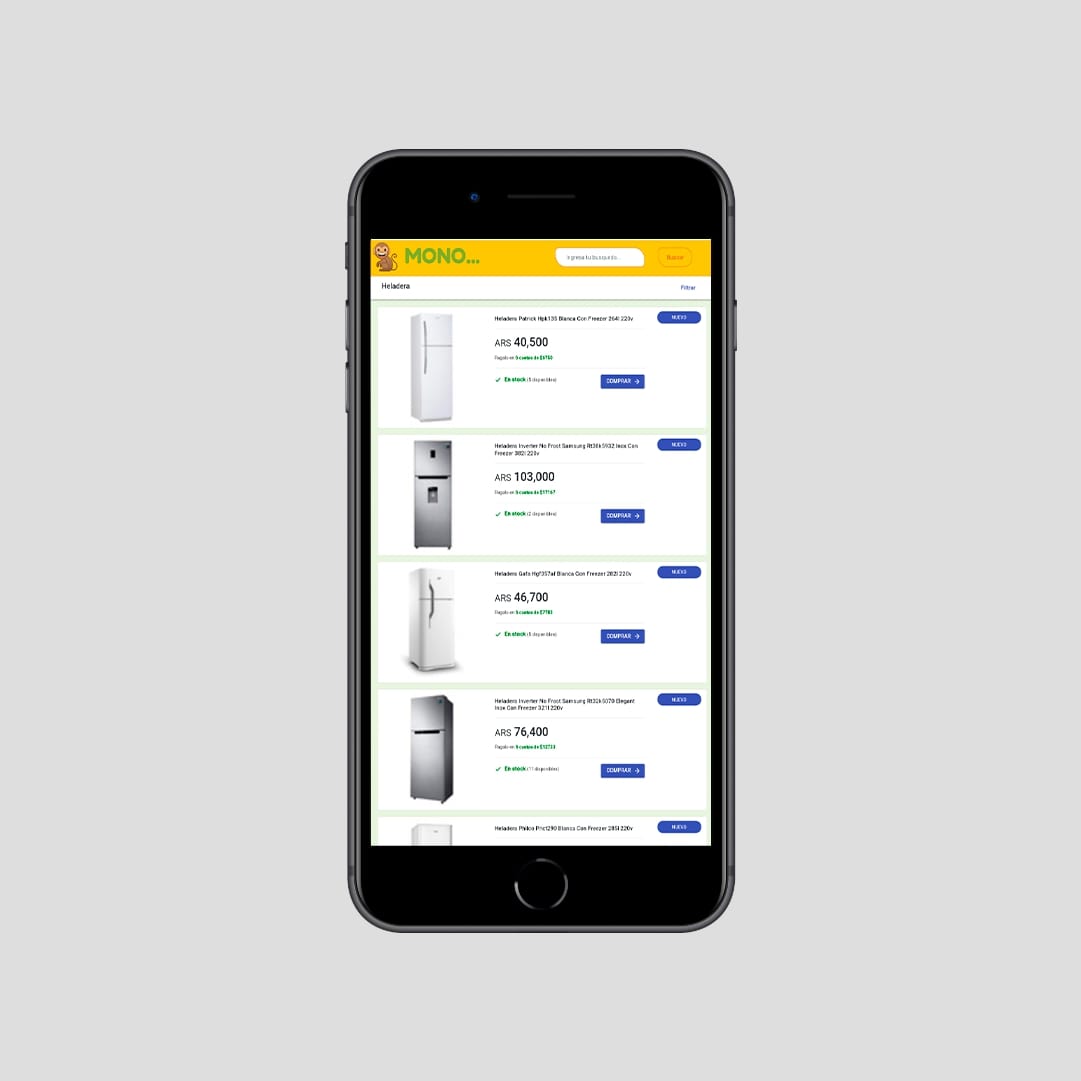 MONO...
Ingresa tu busqueda...
Buscar
Heladera
Filtrar
Heladera Patrick Hpk135 Blanca Con Freezer 264l 220v
NUEVO
ARS 40,500
Pagalo en 6 cuotas de $6750
En stock (5 disponibles)
COMPRAR
Heladera Inverter No Frost Samsung Rt38k5932 Inox Con
Freezer 382l 220v
NUEVO
ARS 103,000
Pagalo en 6 cuotas de $17167
En stock (2 disponibles)
COMPRAR
Heladera Gafa Hgf357af Blanca Con Freezer 282l 220v
NUEVO
ARS 46,700
Pagalo en 6 cuotas de $7783
En stock (5 disponibles)
COMPRAR
Heladera Inverter No Frost Samsung Rt32k5070 Elegant
Inox Con Freezer 321l 220v
NUEVO
ARS 76,400
Pagalo en 6 cuotas de $12733
En stock (11 disponibles)
COMPRAR
Heladera Philco Phct290 Blanca Con Freezer 285l 220v
NUEVO